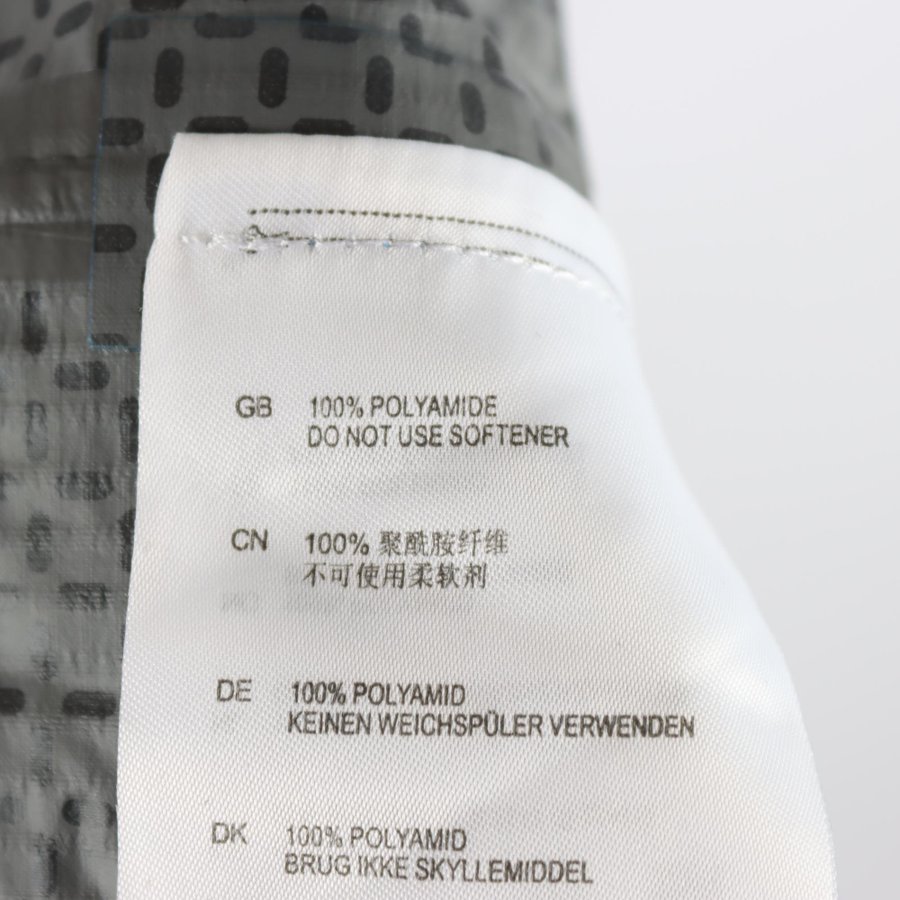 GB 100% POLYAMIDE
DO NOT USE SOFTENER
CN 100% 聚酰胺纤维
不可使用柔软剂
DE 100% POLYAMID
KEINEN WEICHSPÜLER VERWENDEN
DK 100% POLYAMID
BRUG IKKE SKYLLEMIDDEL